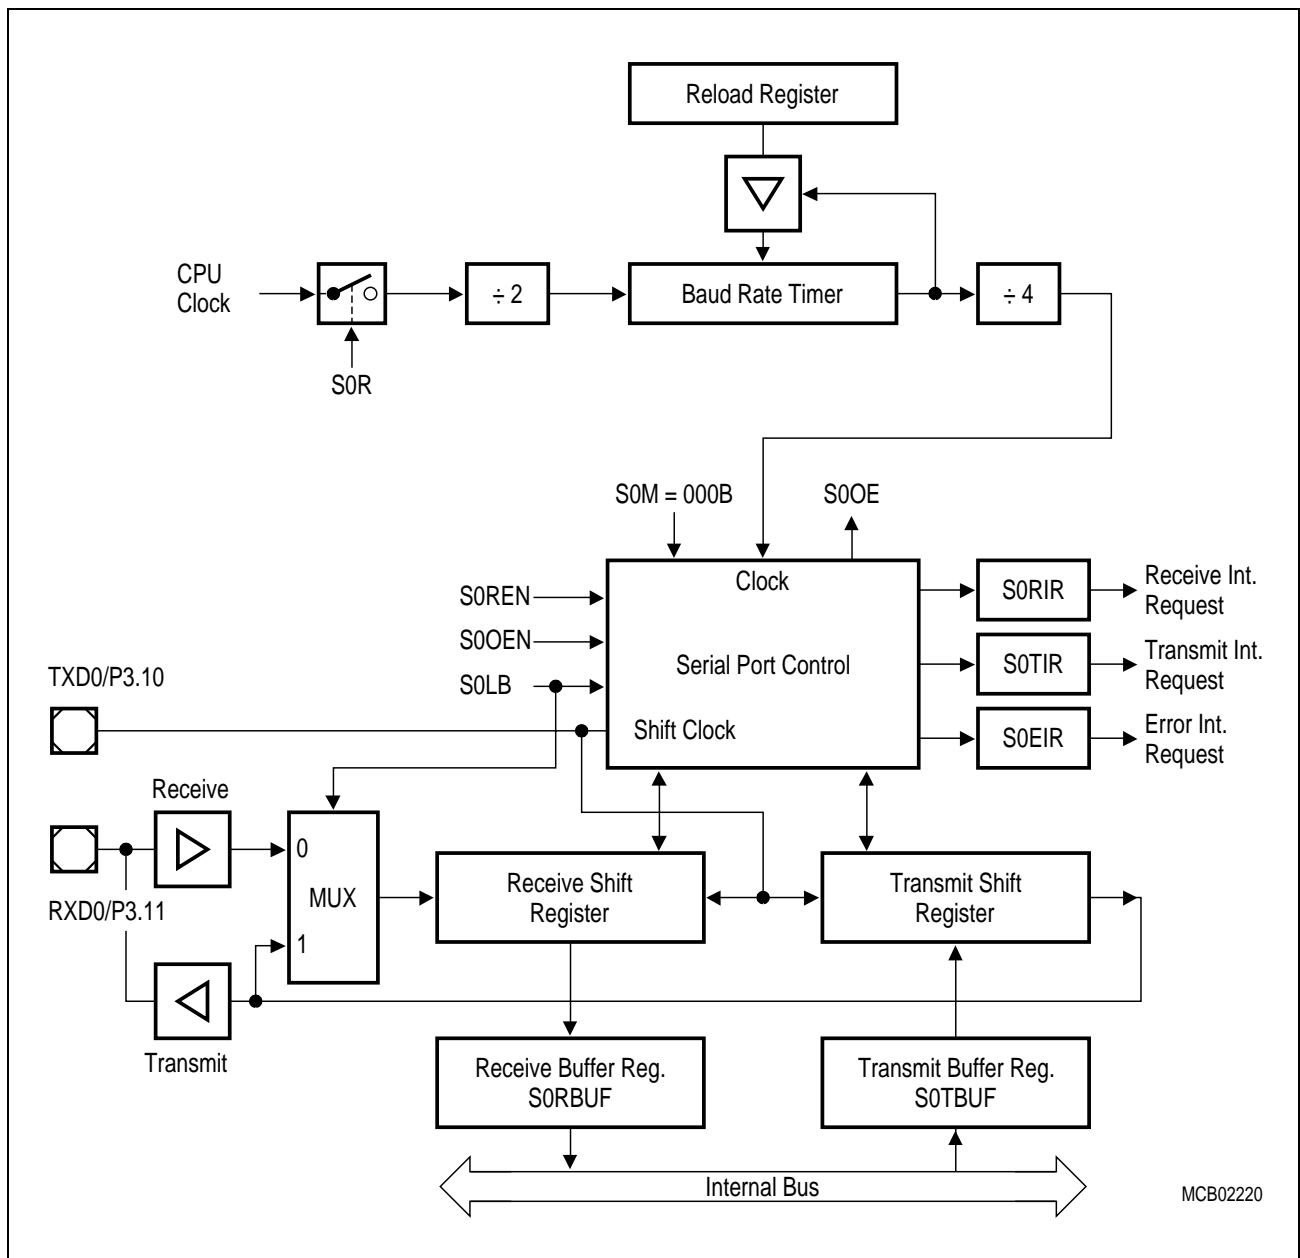 Reload Register
CPU
Clock
÷ 2
Baud Rate Timer
÷ 4
S0R
S0M = 000B
S0OE
Clock
S0REN
S0OEN
S0LB
Serial Port Control
Shift Clock
S0RIR
Receive Int.
Request
S0TIR
Transmit Int.
Request
S0EIR
Error Int.
Request
TXD0/P3.10
Receive
RXD0/P3.11
0
MUX
1
Transmit
Receive Shift
Register
Transmit Shift
Register
Receive Buffer Reg.
S0RBUF
Transmit Buffer Reg.
S0TBUF
Internal Bus
MCB02220